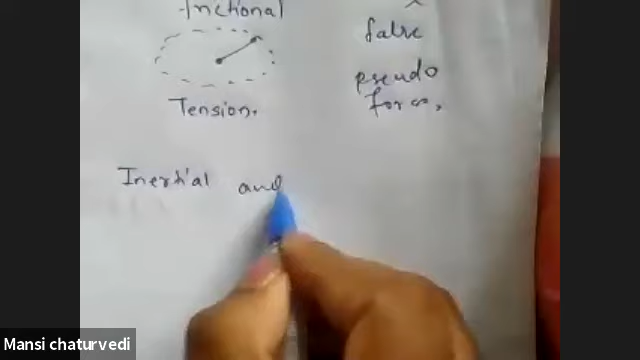 frictional
false
pseudo
force,
Tension.
Inertial and
Mansi chaturvedi